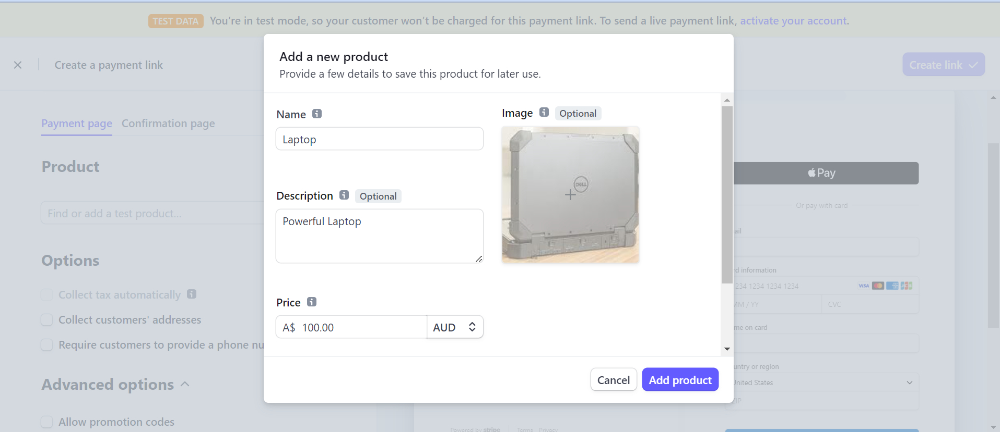 TEST DATA You're in test mode, so your customer won't be charged for this payment link. To send a live payment link, activate your account.
Create a payment link
Create link
Add a new product
Provide a few details to save this product for later use.
Payment page Confirmation page
Product
Find or add a test product...
Options
Collect tax automatically
Collect customers' addresses
Require customers to provide a phone nu
Advanced options
Allow promotion codes
Name
Laptop
Image Optional
DELL
Description Optional
Powerful Laptop
Price
A$ 100.00 AUD
Cancel Add product
Pay
Or pay with card
ail
rd information
234 1234 1234 1234 VISA JCB
MM / YY CVC
me on card
untry or region
United States
ZIP
Powered by stripe Terms Privacy